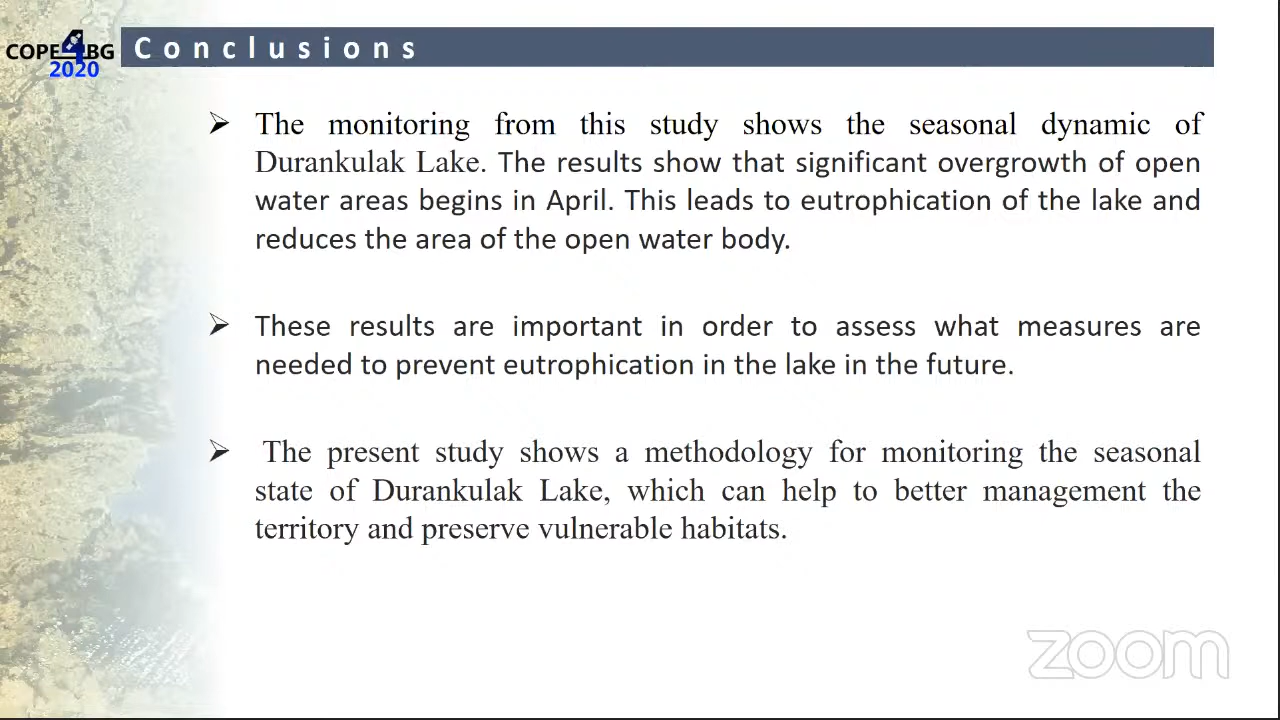 COPE4BG
2020
Conclusions
➢ The monitoring from this study shows the seasonal dynamic of
Durankulak Lake. The results show that significant overgrowth of open
water areas begins in April. This leads to eutrophication of the lake and
reduces the area of the open water body.
➢ These results are important in order to assess what measures are
needed to prevent eutrophication in the lake in the future.
➢ The present study shows a methodology for monitoring the seasonal
state of Durankulak Lake, which can help to better management the
territory and preserve vulnerable habitats.
zoom